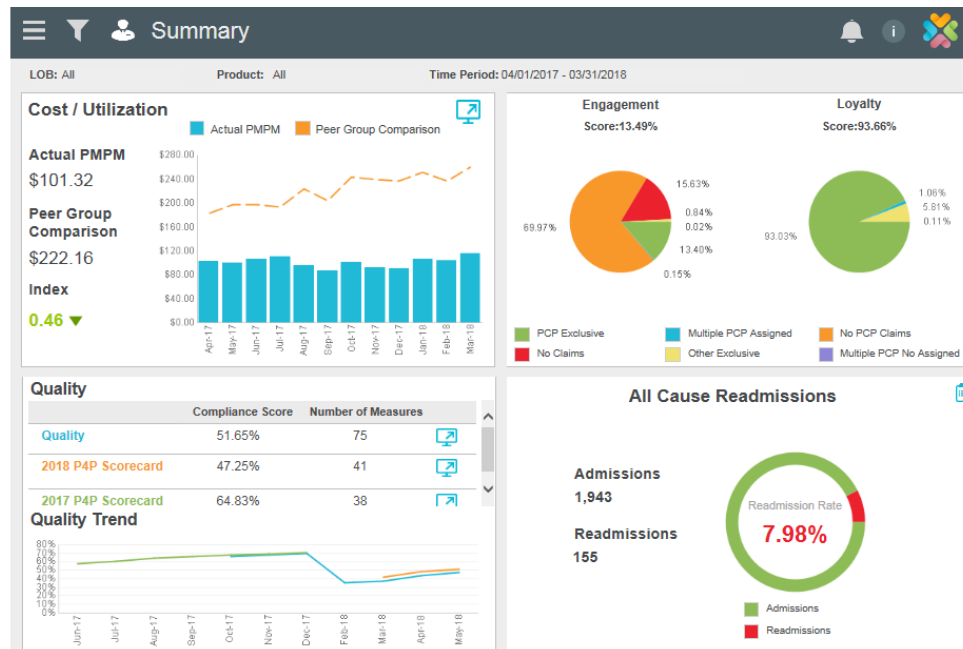 Summary
i
LOB: All
Product: All
Time Period: 04/01/2017 - 03/31/2018
Cost / Utilization
Actual PMPM
Peer Group Comparison
Actual PMPM
$101.32
Peer Group
Comparison
$222.16
Index
0.46
$280.00
$240.00
$200.00
$160.00
$120.00
$80.00
$40.00
$0.00
Apr-17
May-17
Jun-17
Jul-17
Aug-17
Sep-17
Oct-17
Nov-17
Dec-17
Jan-18
Feb-18
Mar-18
Engagement
Score:13.49%
69.97%
15.63%
0.84%
0.02%
13.40%
0.15%
Loyalty
Score:93.66%
93.03%
1.06%
5.81%
0.11%
PCP Exclusive
Multiple PCP Assigned
No PCP Claims
No Claims
Other Exclusive
Multiple PCP No Assigned
Quality
Compliance Score Number of Measures
Quality 51.65% 75
2018 P4P Scorecard 47.25% 41
2017 P4P Scorecard 64.83% 38
Quality Trend
80%
70%
60%
50%
40%
30%
20%
10%
0%
Jun-17
Jul-17
Aug-17
Sep-17
Oct-17
Nov-17
Dec-17
Feb-18
Mar-18
Apr-18
May-18
All Cause Readmissions
Admissions
1,943
Readmissions
155
Readmission Rate
7.98%
Admissions
Readmissions